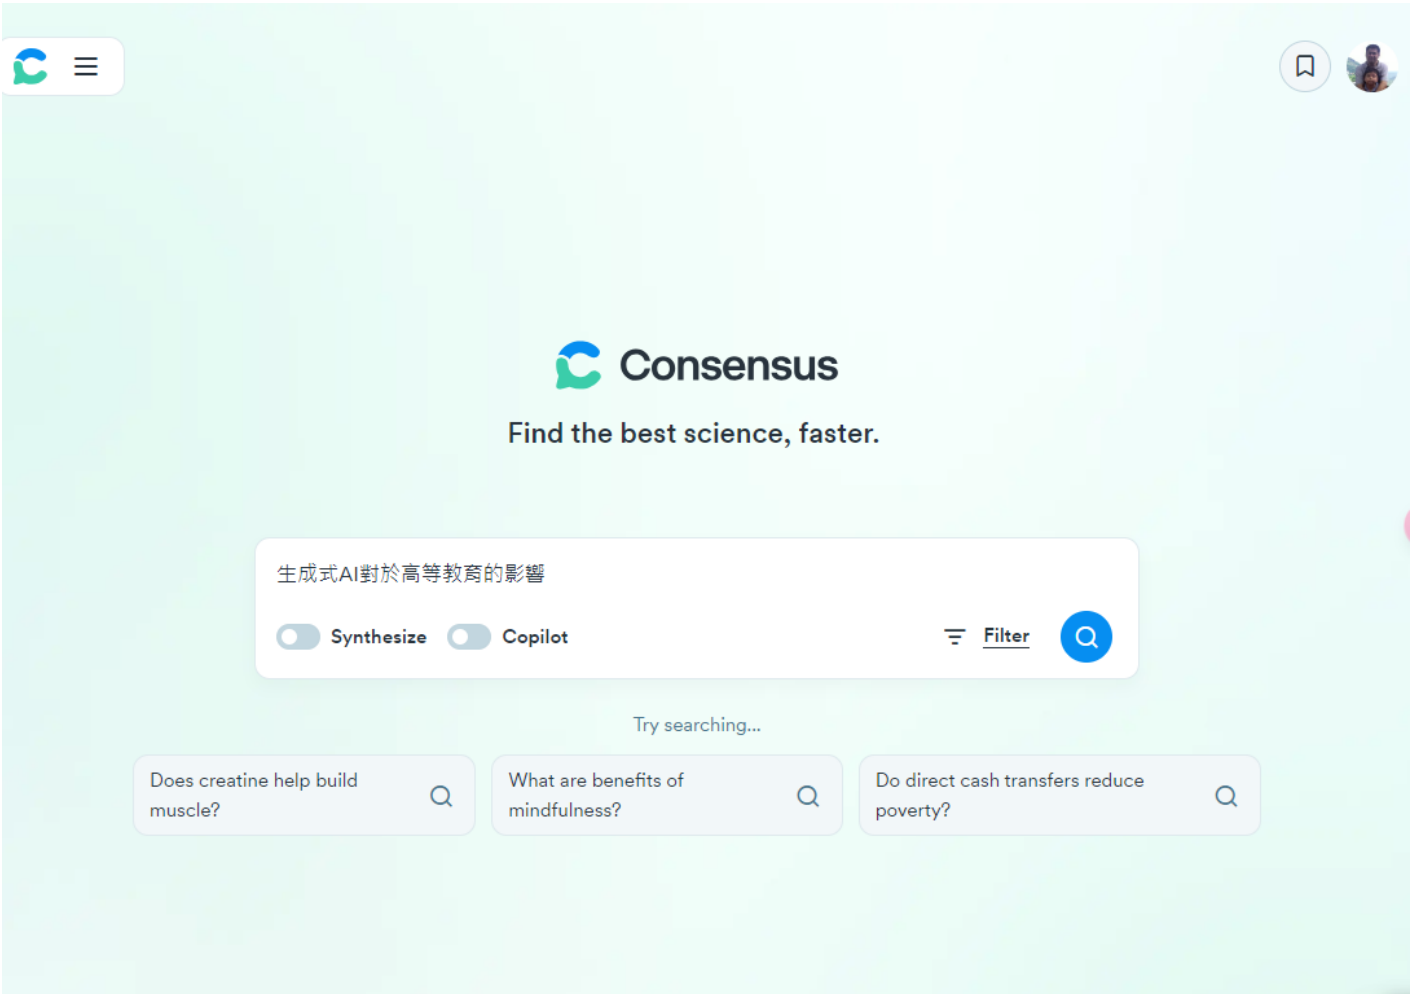 Consensus
Find the best science, faster.
生成式AI對於高等教育的影響
Synthesize Copilot Filter
Try searching...
Does creatine help build
muscle?
What are benefits of
mindfulness?
Do direct cash transfers reduce
poverty?